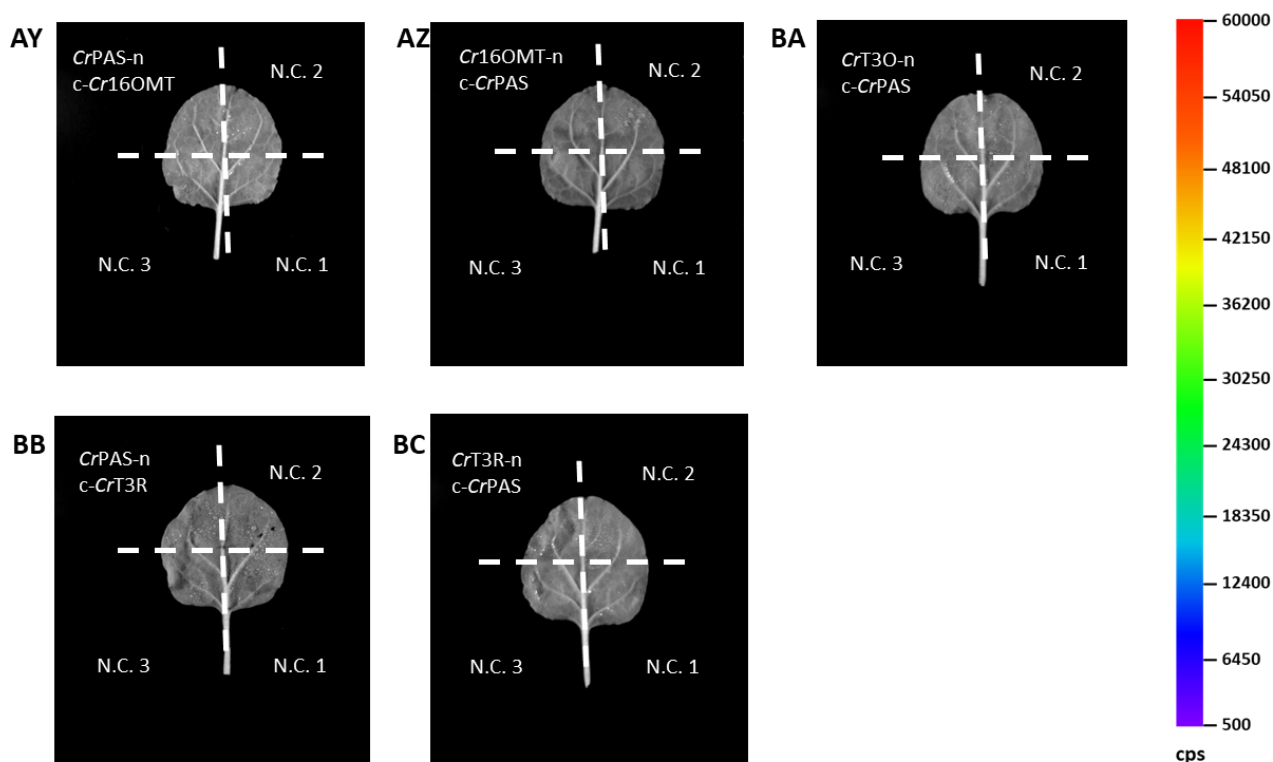 AY
CrPAS-n
c-Cr16OMT
N.C. 2
N.C. 3
N.C. 1
AZ
Cr16OMT-n
c-CrPAS
N.C. 2
N.C. 3
N.C. 1
BA
CrT3O-n
c-CrPAS
N.C. 2
N.C. 3
N.C. 1
BB
CrPAS-n
c-CrT3R
N.C. 2
N.C. 3
N.C. 1
BC
CrT3R-n
c-CrPAS
N.C. 2
N.C. 3
N.C. 1
60000
54050
48100
42150
36200
30250
24300
18350
12400
6450
500
cps